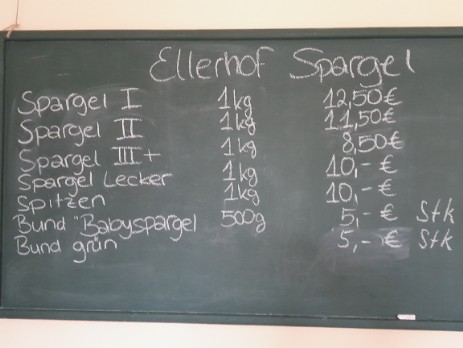 Ellerhof Spargel
Spargel I 1kg 12,50€
Spargel II 1kg 11,50€
Spargel III+ 1kg 8,50€
Spargel Lecker 1kg 10,-€
Spitzen 1kg 10,-€
Bund "Babyspargel 500g 5,-€ Stk
Bund grün 5,-€ Stk